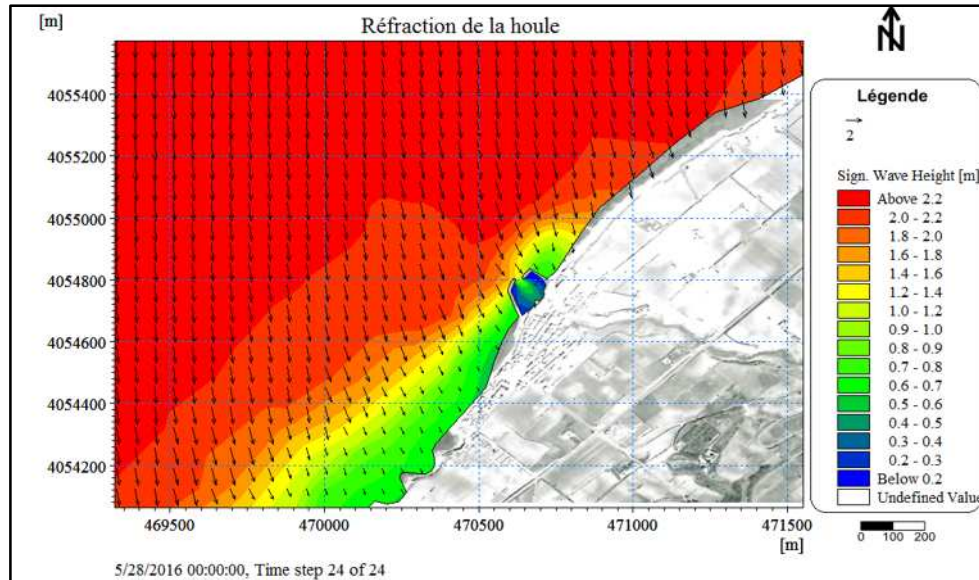 [m]
Réfraction de la houle
N
4055400
4055200
4055000
4054800
4054600
4054400
4054200
469500 470000 470500 471000 471500
[m]
5/28/2016 00:00:00, Time step 24 of 24
Légende
2
Sign. Wave Height [m]
Above 2.2
2.0 - 2.2
1.8 - 2.0
1.6 - 1.8
1.4 - 1.6
1.2 - 1.4
1.0 - 1.2
0.9 - 1.0
0.8 - 0.9
0.7 - 0.8
0.6 - 0.7
0.5 - 0.6
0.4 - 0.5
0.3 - 0.4
0.2 - 0.3
Below 0.2
Undefined Value
0 100 200